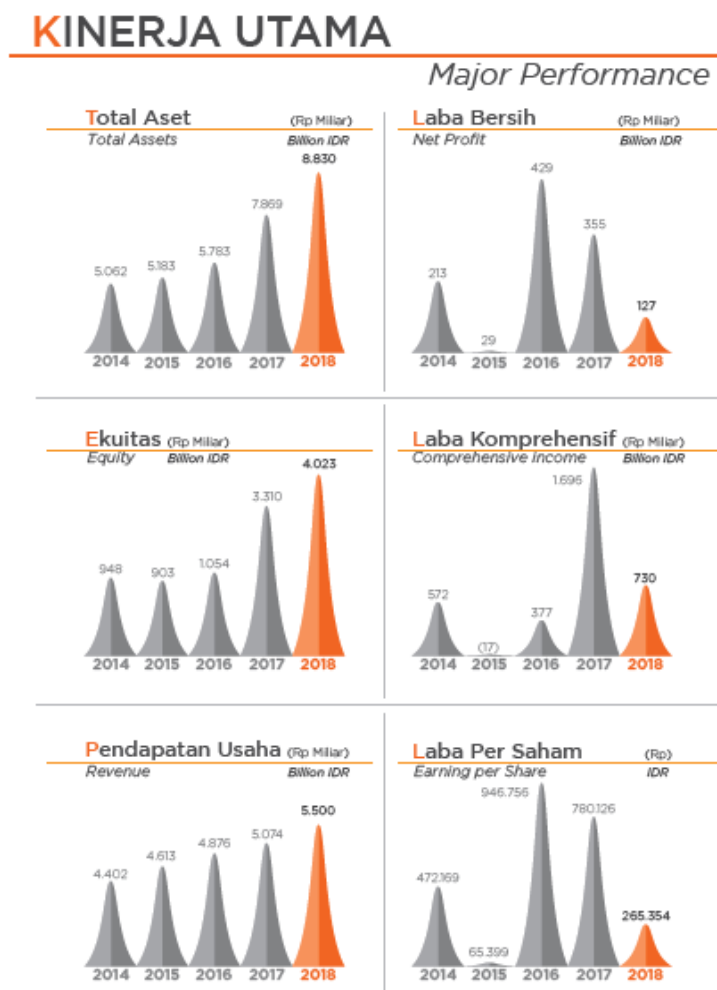 KINERJA UTAMA
Major Performance
Total Aset (Rp Miliar)
Total Assets Billion IDR
8.830
7.869
5.783
5.183
5.062
2014 2015 2016 2017 2018
Laba Bersih (Rp Miliar)
Net Profit Billion IDR
429
355
213
127
29
2014 2015 2016 2017 2018
Ekuitas (Rp Miliar)
Equity Billion IDR
4.023
3.310
1.054
948
903
2014 2015 2016 2017 2018
Laba Komprehensif (Rp Miliar)
Comprehensive Income Billion IDR
1.696
730
572
377
(17)
2014 2015 2016 2017 2018
Pendapatan Usaha (Rp Miliar)
Revenue Billion IDR
5.500
5.074
4.876
4.613
4.402
2014 2015 2016 2017 2018
Laba Per Saham (Rp)
Earning per Share IDR
946.756
780.126
472.169
265.354
65.399
2014 2015 2016 2017 2018